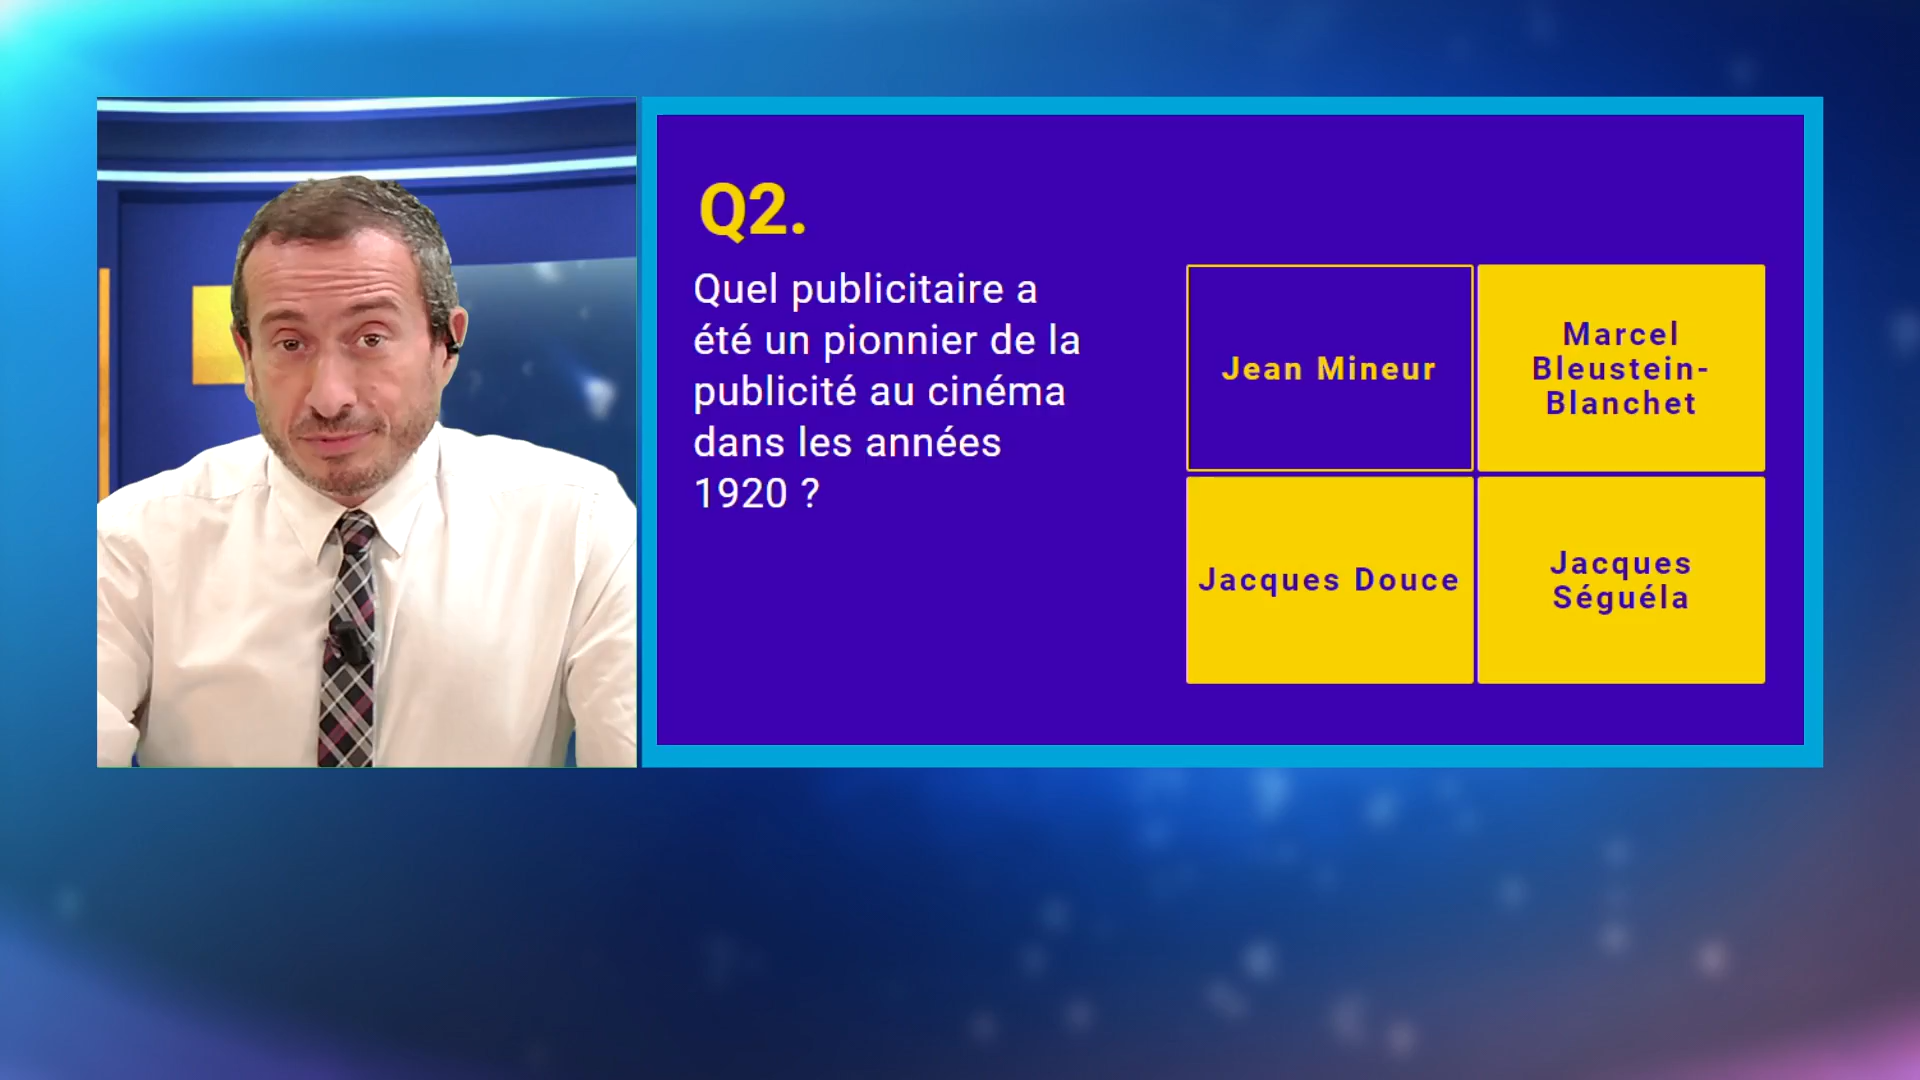 Q2.
Quel publicitaire a
été un pionnier de la
publicité au cinéma
dans les années
1920 ?
Jean Mineur
Marcel
Bleustein-
Blanchet
Jacques Douce
Jacques
Séguéla